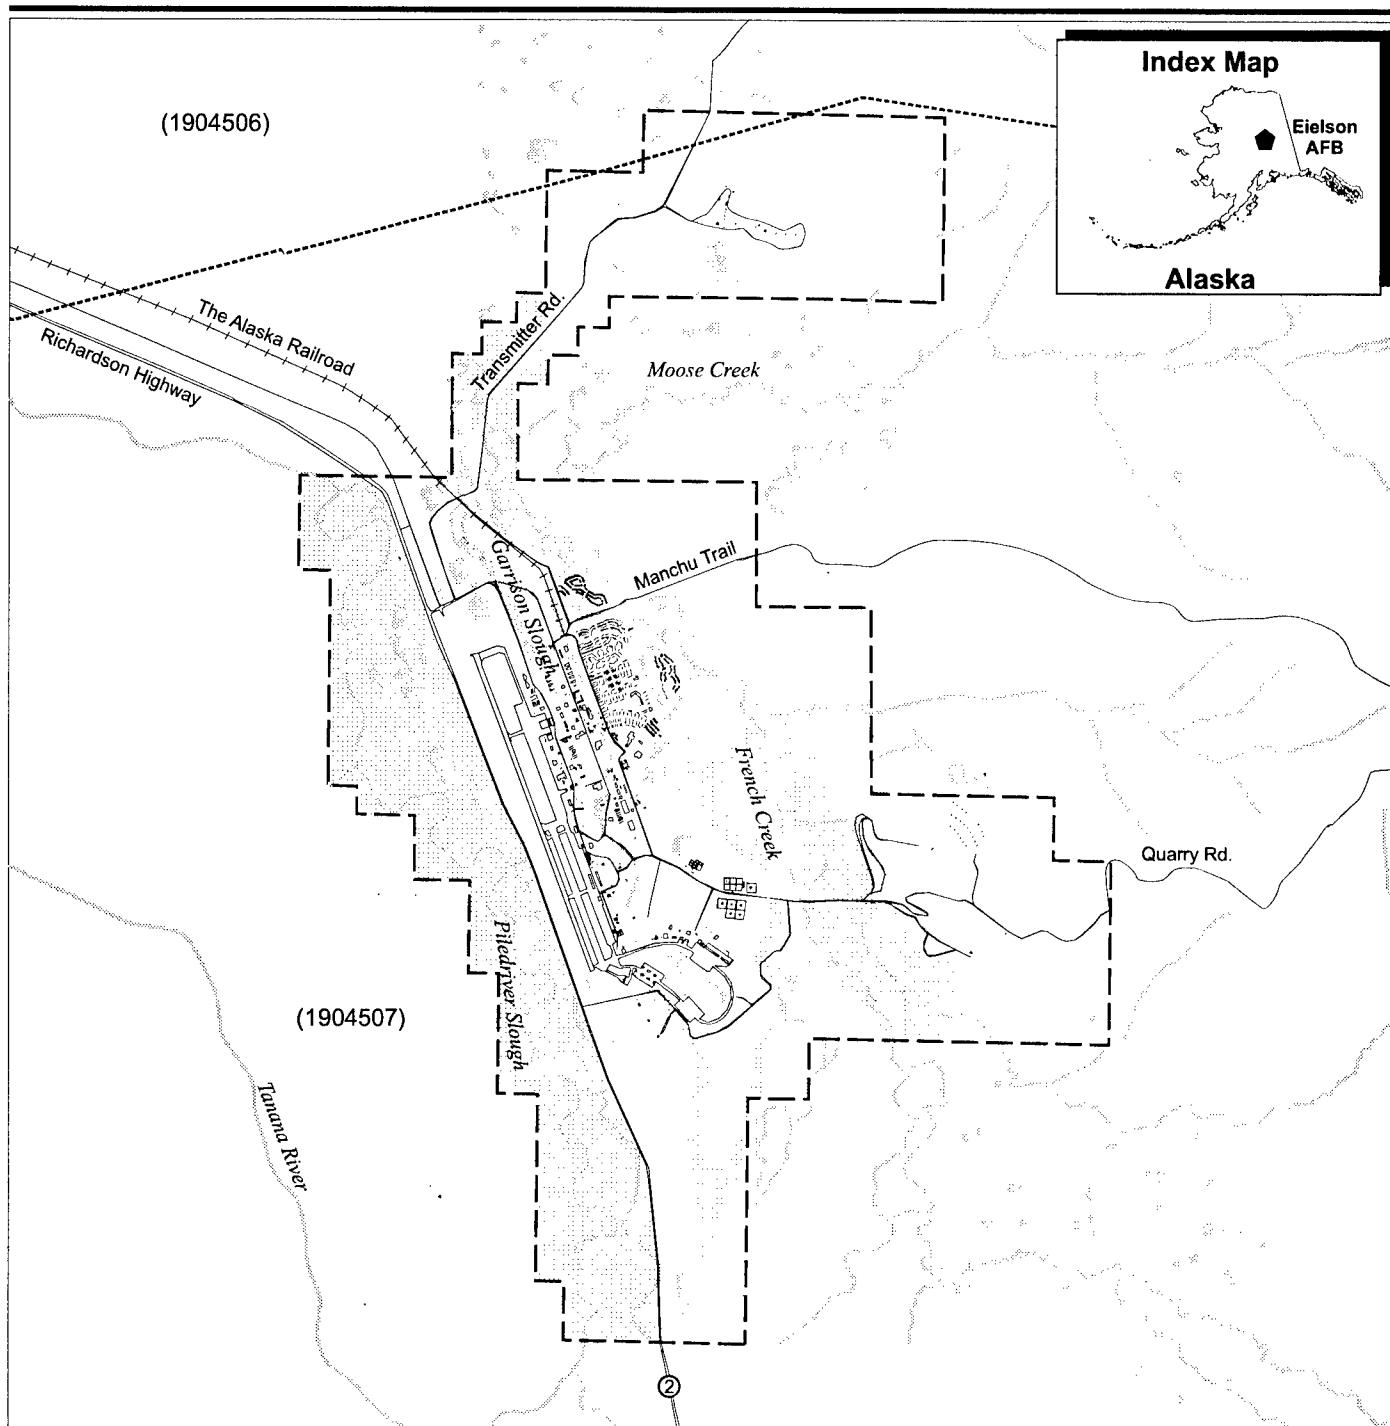 Index Map
(1904506)
Eielson
AFB
Alaska
The Alaska Railroad
Richardson Highway
Transmitter Rd.
Moose Creek
Garrison Slough
Manchu Trail
French Creek
Quarry Rd.
Piledriver Slough
(1904507)
Tanana River
2